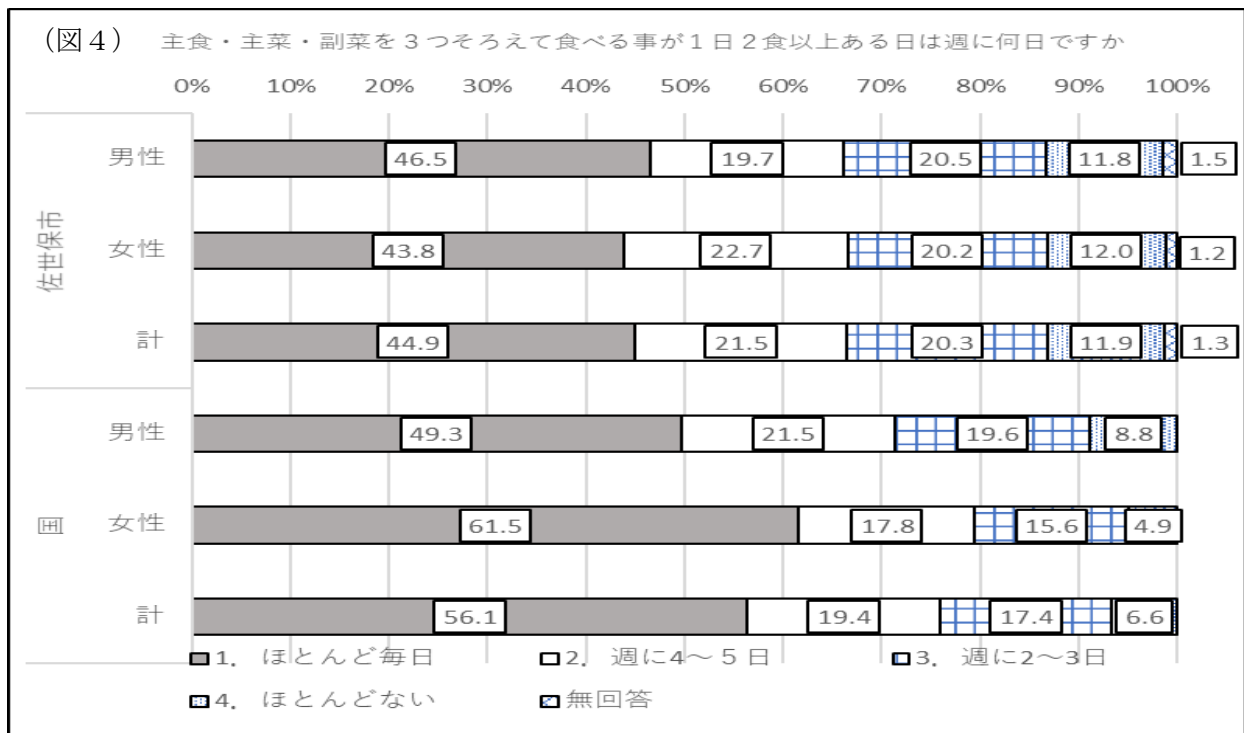 (図４) 主食・主菜・副菜を３つそろえて食べる事が１日２食以上ある日は週に何日ですか
0% 10% 20% 30% 40% 50% 60% 70% 80% 90% 100%
佐世保市
男性 46.5 19.7 20.5 11.8 1.5
女性 43.8 22.7 20.2 12.0 1.2
計 44.9 21.5 20.3 11.9 1.3
国
男性 49.3 21.5 19.6 8.8
女性 61.5 17.8 15.6 4.9
計 56.1 19.4 17.4 6.6
1. ほとんど毎日 2. 週に4〜５日 3. 週に2〜3日
4. ほとんどない 無回答